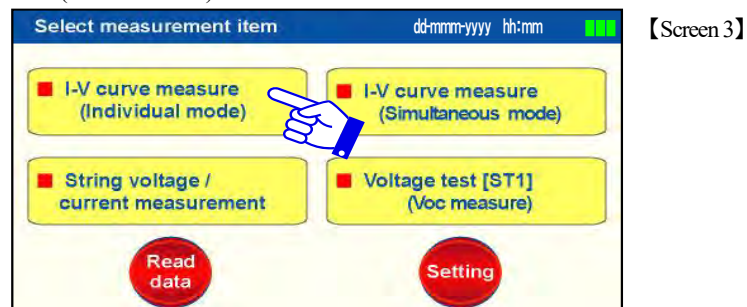 Select measurement item dd-mmm-yyyy hh:mm
【Screen 3】
I-V curve measure
(Individual mode)
I-V curve measure
(Simultaneous mode)
String voltage /
current measurement
Voltage test [ST1]
(Voc measure)
Read
data
Setting